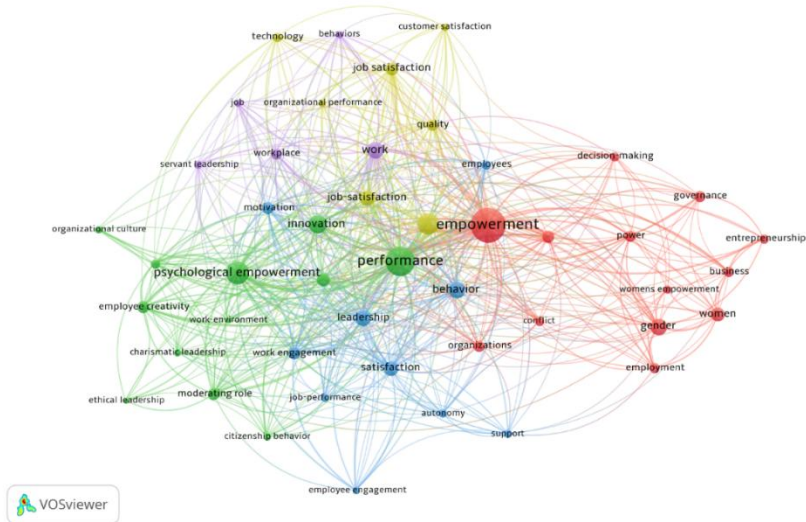 customer satisfaction
technology
behaviors
job satisfaction
job
organizational performance
quality
work
workplace
servant leadership
employees
decision-making
motivation
job-satisfaction
governance
organizational culture
innovation
empowerment
power
entrepreneurship
psychological empowerment
performance
business
behavior
womens empowerment
employee creativity
work environment
leadership
conflict
women
gender
charismatic leadership
work engagement
organizations
satisfaction
employment
ethical leadership
moderating role
job-performance
autonomy
citizenship behavior
support
employee engagement
VOSviewer